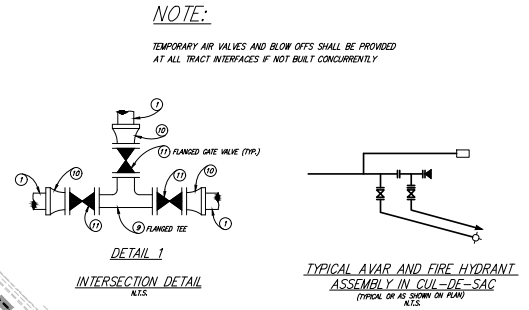 NOTE:
TEMPORARY AIR VALVES AND BLOW OFFS SHALL BE PROVIDED
AT ALL TRACT INTERFACES IF NOT BUILT CONCURRENTLY
1
10
11 FLANGED GATE VALVE (TYP.)
1
10
11
10
11
1
9 FLANGED TEE
DETAIL 1
INTERSECTION DETAIL
N.T.S.
TYPICAL AVAR AND FIRE HYDRANT
ASSEMBLY IN CUL-DE-SAC
(TYPICAL OR AS SHOWN ON PLAN)
N.T.S.